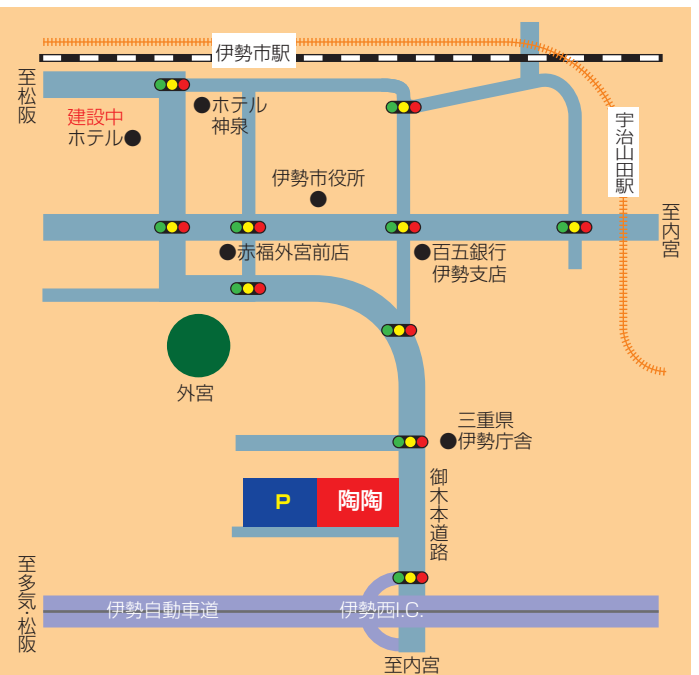 伊勢市駅
至松阪
ホテル
神泉
建設中
ホテル
宇治山田駅
伊勢市役所
至内宮
赤福外宮前店
百五銀行
伊勢支店
外宮
三重県
伊勢庁舎
御木本道路
P
陶陶
至多気・松阪
伊勢自動車道
伊勢西I.C.
至内宮